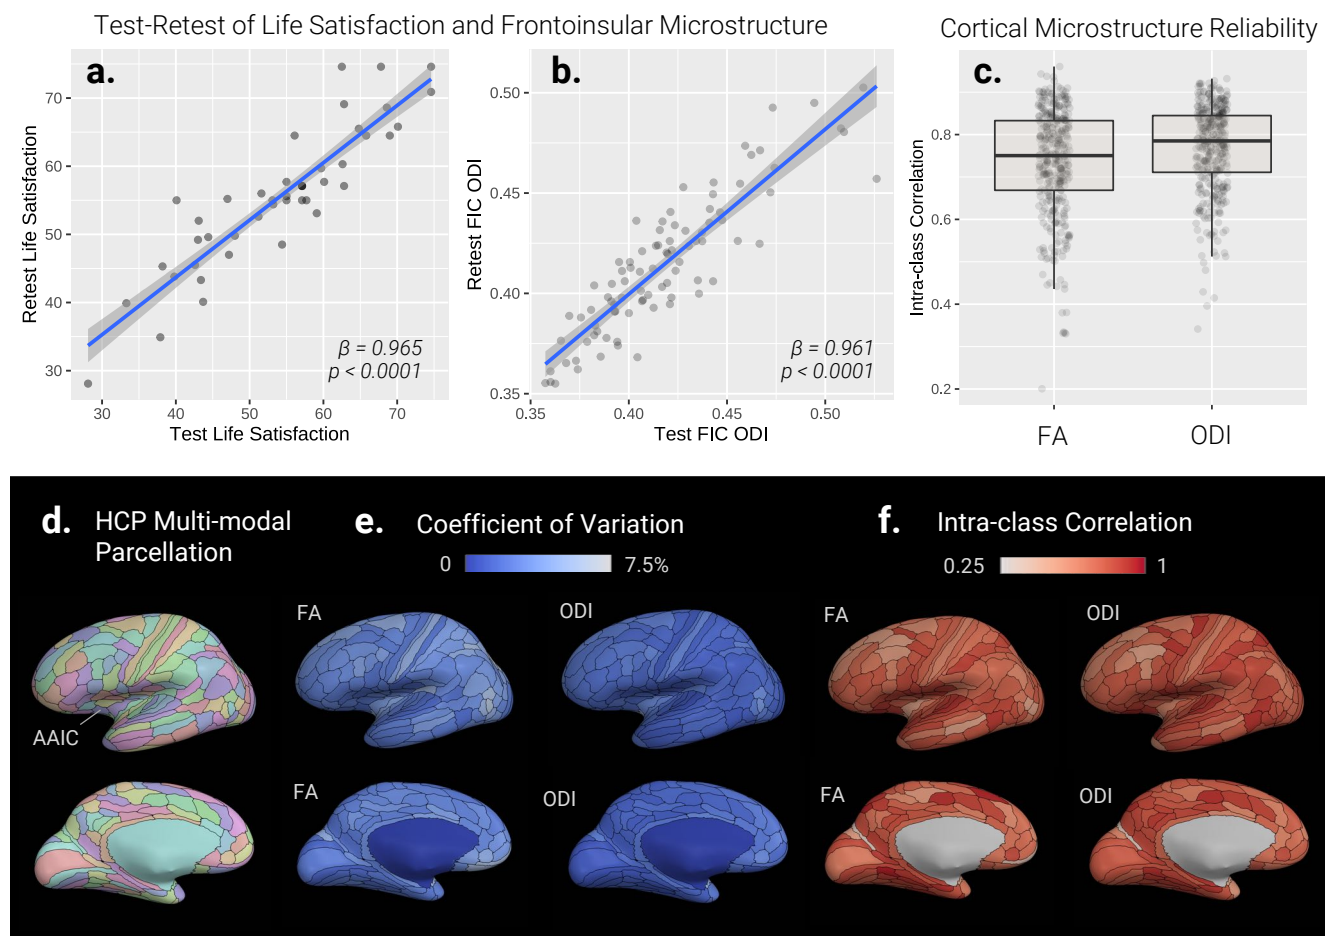 Test-Retest of Life Satisfaction and Frontoinsular Microstructure
Cortical Microstructure Reliability
a.
Retest Life Satisfaction
70
60
50
40
30
β = 0.965
p < 0.0001
30 40 50 60 70
Test Life Satisfaction
b.
Retest FIC ODI
0.50
0.45
0.40
0.35
β = 0.961
p < 0.0001
0.35 0.40 0.45 0.50
Test FIC ODI
c.
Intra-class Correlation
0.8
0.6
0.4
0.2
FA ODI
d. HCP Multi-modal
Parcellation
AAIC
e. Coefficient of Variation
0 7.5%
FA ODI
FA ODI
f. Intra-class Correlation
0.25 1
FA ODI
FA ODI